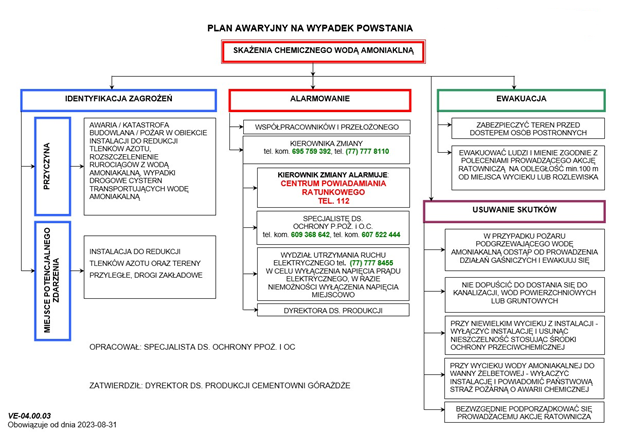 PLAN AWARYJNY NA WYPADEK POWSTANIA
SKAŻENIA CHEMICZNEGO WODĄ AMONIAKLNĄ
IDENTYFIKACJA ZAGROŻEŃ
PRZYCZYNA
AWARIA / KATASTROFA
BUDOWLANA / POŻAR W OBIEKCIE
INSTALACJI DO REDUKCJI
TLENKÓW AZOTU,
ROZSZCZELENIENIE
RUROCIĄGÓW Z WODĄ
AMONIAKALNĄ, WYPADKI
DROGOWE CYSTERN
TRANSPORTUJĄCYCH WODĘ
AMONIAKALNĄ
MIEJSCE POTENCJALNEGO
ZDARZENIA
INSTALACJA DO REDUKCJI
TLENKÓW AZOTU ORAZ TERENY
PRZYLEGŁE, DROGI ZAKŁADOWE
ALARMOWANIE
WSPÓŁPRACOWNIKÓW I PRZEŁOŻONEGO
KIEROWNIKA ZMIANY
tel. kom. 695 759 392, tel. (77) 777 8110
KIEROWNIK ZMIANY ALARMUJE:
CENTRUM POWIADAMIANIA
RATUNKOWEGO
TEL. 112
SPECJALISTĘ DS.
OCHRONY P.POŻ. I O.C.
tel. kom. 609 368 642, tel. kom. 607 522 444
WYDZIAŁ UTRZYMANIA RUCHU
ELEKTRYCZNEGO tel. (77) 777 8455
W CELU WYŁĄCZENIA NAPIĘCIA PRĄDU
ELEKTRYCZNEGO, W RAZIE
NIEMOŻNOŚCI WYŁĄCZENIA NAPIĘCIA
MIEJSCOWO
DYREKTORA DS. PRODUKCJI
EWAKUACJA
ZABEZPIECZYĆ TEREN PRZED
DOSTĘPEM OSÓB POSTRONNYCH
EWAKUOWAĆ LUDZI I MIENIE ZGODNIE Z
POLECENIAMI PROWADZĄCEGO AKCJĘ
RATOWNICZĄ NA ODLEGŁOŚĆ min.100 m
OD MIEJSCA WYCIEKU LUB ROZLEWISKA
USUWANIE SKUTKÓW
W PRZYPADKU POŻARU
PODGRZEWAJĄCEGO WODĘ
AMONIAKALNĄ ODSTĄP OD PROWADZENIA
DZIAŁAŃ GAŚNICZYCH I EWAKUUJ SIĘ
NIE DOPUŚCIĆ DO DOSTANIA SIĘ DO
KANALIZACJI, WÓD POWIERZCHNIOWYCH
LUB GRUNTOWYCH
PRZY NIEWIELKIM WYCIEKU Z INSTALACJI -
WYŁĄCZYĆ INSTALACJĘ I USUNĄĆ
NIESZCZELNOŚĆ STOSUJĄC ŚRODKI
OCHRONY PRZECIWCHEMICZNEJ
PRZY WYCIEKU WODY AMONIAKALNEJ DO
WANNY ŻELBETOWEJ - WYŁACZYĆ
INSTALACJĘ I POWIADOMIĆ PAŃSTWOWĄ
STRAŻ POŻARNĄ O AWARII CHEMICZNEJ
BEZWZGĘDNIE PODPORZĄDKOWAĆ SIĘ
PROWADZĄCEMU AKCJĘ RATOWNICZA
OPRACOWAŁ: SPECJALISTA DS. OCHRONY PPOŻ. I OC
ZATWIERDZIŁ: DYREKTOR DS. PRODUKCJI CEMENTOWNI GÓRAŻDŻE
VE-04.00.03
Obowiązuje od dnia 2023-08-31